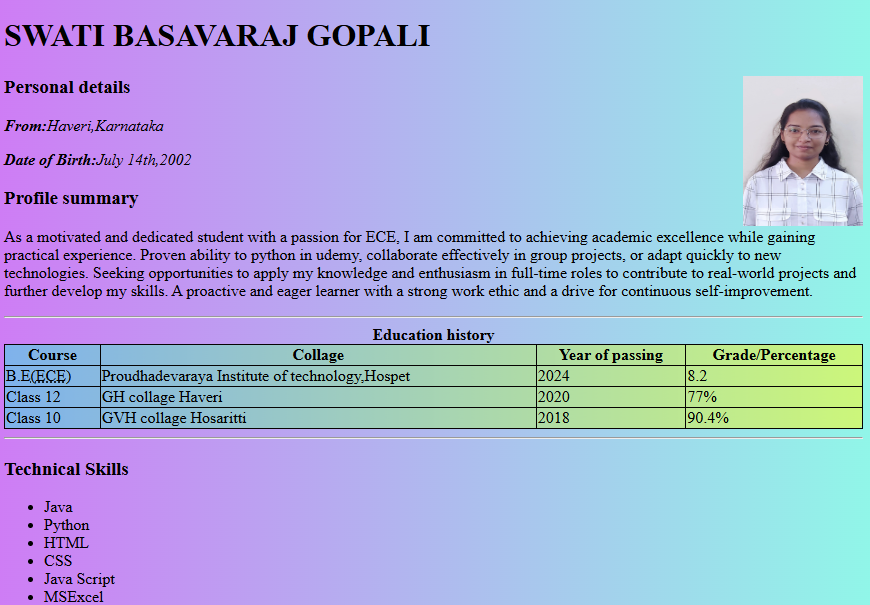 SWATI BASAVARAJ GOPALI
Personal details
From:Haveri,Karnataka
Date of Birth:July 14th,2002
Profile summary
As a motivated and dedicated student with a passion for ECE, I am committed to achieving academic excellence while gaining
practical experience. Proven ability to python in udemy, collaborate effectively in group projects, or adapt quickly to new
technologies. Seeking opportunities to apply my knowledge and enthusiasm in full-time roles to contribute to real-world projects and
further develop my skills. A proactive and eager learner with a strong work ethic and a drive for continuous self-improvement.
Education history
Course Collage Year of passing Grade/Percentage
B.E(ECE) Proudhadevaraya Institute of technology,Hospet 2024 8.2
Class 12 GH collage Haveri 2020 77%
Class 10 GVH collage Hosaritti 2018 90.4%
Technical Skills
Java
Python
HTML
CSS
Java Script
MSExcel